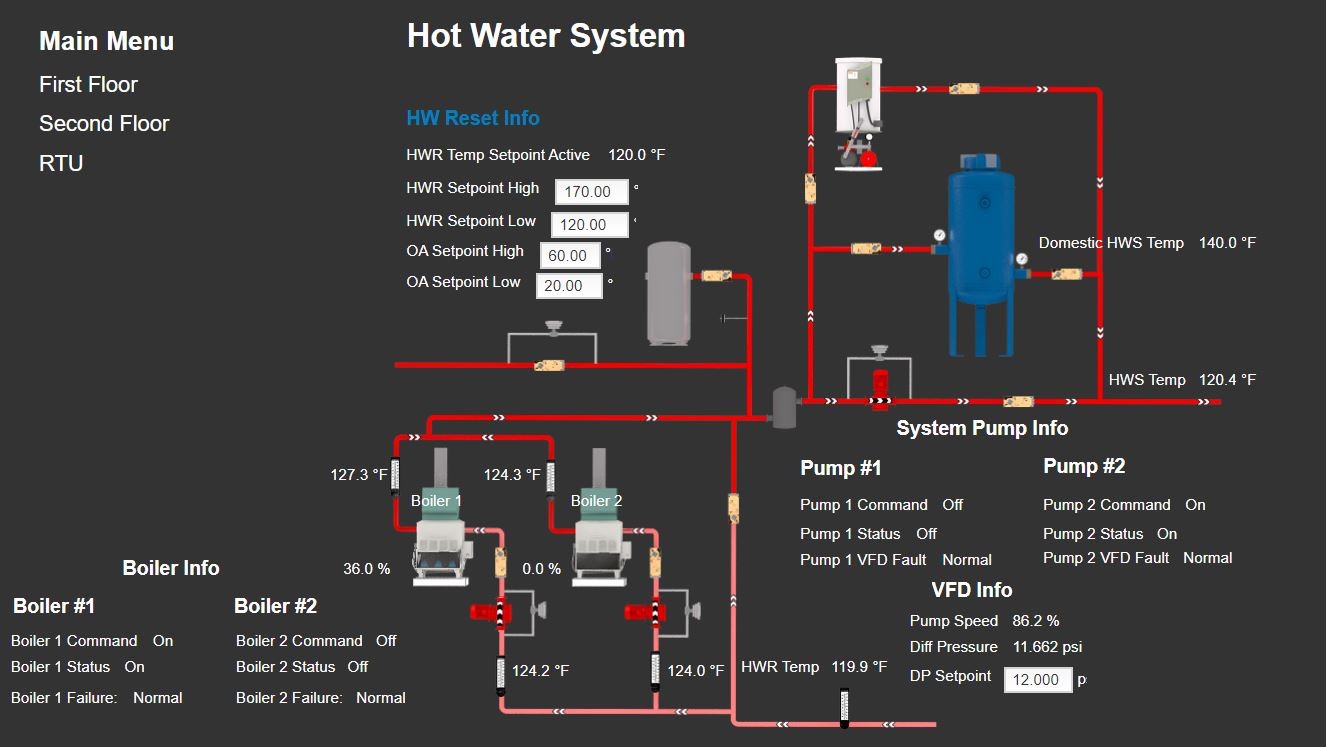 Main Menu
First Floor
Second Floor
RTU
Hot Water System
HW Reset Info
HWR Temp Setpoint Active 120.0 °F
HWR Setpoint High 170.00 °
HWR Setpoint Low 120.00 °
OA Setpoint High 60.00 °
OA Setpoint Low 20.00 °
Domestic HWS Temp 140.0 °F
HWS Temp 120.4 °F
127.3 °F
124.3 °F
Boiler 1
Boiler 2
36.0 %
0.0 %
124.2 °F
124.0 °F
HWR Temp 119.9 °F
Boiler Info
Boiler #1
Boiler 1 Command On
Boiler 1 Status On
Boiler 1 Failure: Normal
Boiler #2
Boiler 2 Command Off
Boiler 2 Status Off
Boiler 2 Failure: Normal
System Pump Info
Pump #1
Pump 1 Command Off
Pump 1 Status Off
Pump 1 VFD Fault Normal
Pump #2
Pump 2 Command On
Pump 2 Status On
Pump 2 VFD Fault Normal
VFD Info
Pump Speed 86.2 %
Diff Pressure 11.662 psi
DP Setpoint 12.000 p